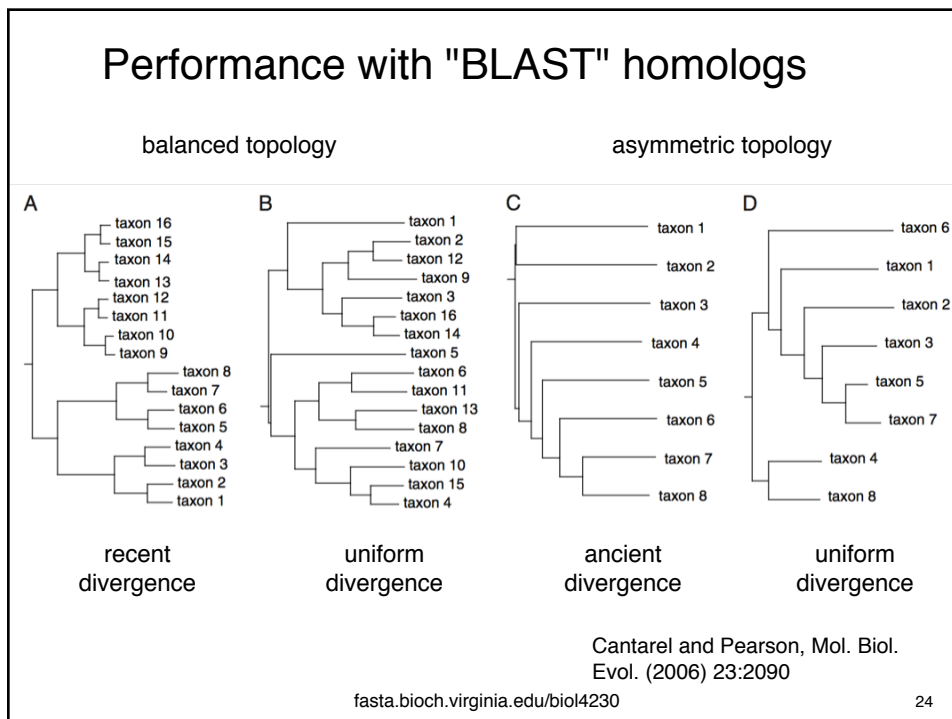 Performance with "BLAST" homologs
balanced topology
asymmetric topology
A
taxon 16
taxon 15
taxon 14
taxon 13
taxon 12
taxon 11
taxon 10
taxon 9
taxon 8
taxon 7
taxon 6
taxon 5
taxon 4
taxon 3
taxon 2
taxon 1
recent
divergence
B
taxon 1
taxon 2
taxon 12
taxon 9
taxon 3
taxon 16
taxon 14
taxon 5
taxon 6
taxon 11
taxon 13
taxon 8
taxon 7
taxon 10
taxon 15
taxon 4
uniform
divergence
C
taxon 1
taxon 2
taxon 3
taxon 4
taxon 5
taxon 6
taxon 7
taxon 8
ancient
divergence
D
taxon 6
taxon 1
taxon 2
taxon 3
taxon 5
taxon 7
taxon 4
taxon 8
uniform
divergence
Cantarel and Pearson, Mol. Biol.
Evol. (2006) 23:2090
fasta.bioch.virginia.edu/biol4230
24